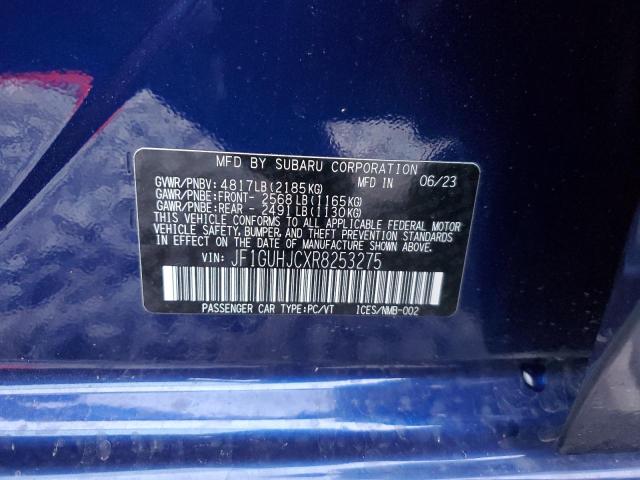 MFD BY SUBARU CORPORATION
GVWR/PNBV: 4817LB(2185KG) MFD IN 06/23
GAWR/PNBE:FRONT- 2568LB(1165KG)
GAWR/PNBE:REAR - 2491LB(1130KG)
THIS VEHICLE CONFORMS TO ALL APPLICABLE FEDERAL MOTOR
VEHICLE SAFETY, BUMPER, AND THEFT PREVENTION STANDARDS
IN EFFECT ON THE DATE OF MANUFACTURE SHOWN ABOVE.
VIN: JF1GUHJCXR8253275
PASSENGER CAR TYPE:PC/VT ICES/NMB-002